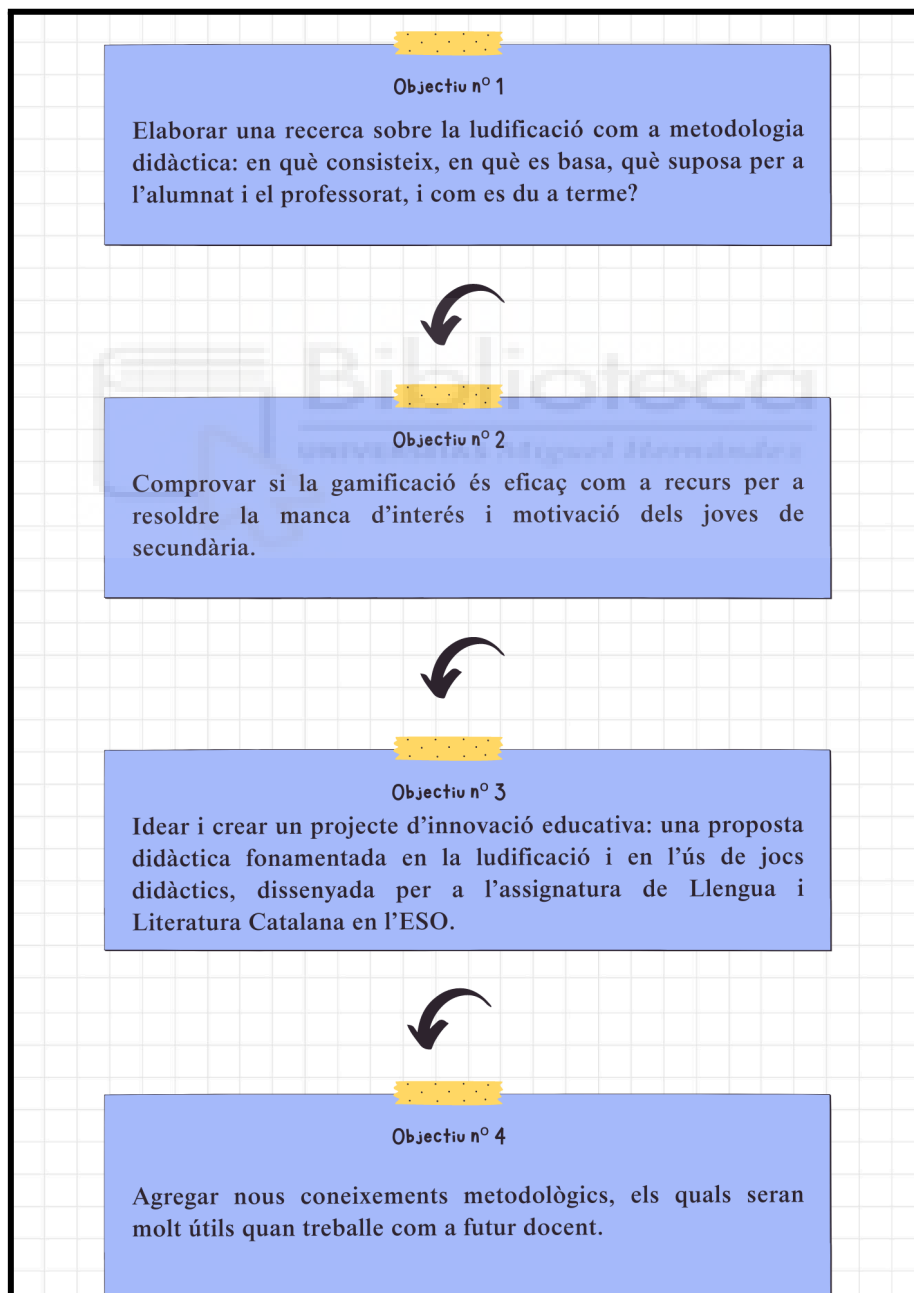 Objectiu nº 1
Elaborar una recerca sobre la ludificació com a metodologia
didàctica: en què consisteix, en què es basa, què suposa per a
l’alumnat i el professorat, i com es du a terme?
Biblioteca
UNIVERSITAS Miguel Hernández
Objectiu nº 2
Comprovar si la gamificació és eficaç com a recurs per a
resoldre la manca d’interés i motivació dels joves de
secundària.
Objectiu nº 3
Idear i crear un projecte d’innovació educativa: una proposta
didàctica fonamentada en la ludificació i en l’ús de jocs
didàctics, dissenyada per a l’assignatura de Llengua i
Literatura Catalana en l’ESO.
Objectiu nº 4
Agregar nous coneixements metodològics, els quals seran
molt útils quan treballe com a futur docent.